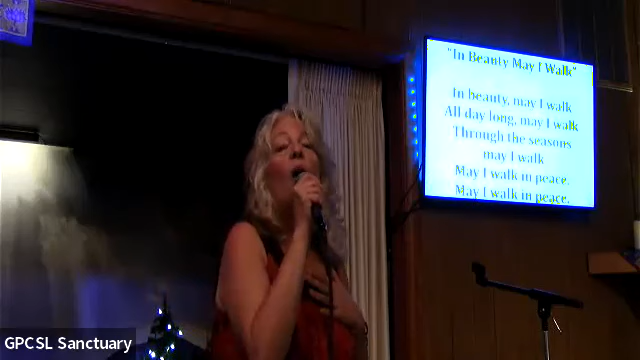 "In Beauty May I Walk"
In beauty, may I walk
All day long, may I walk
Through the seasons
may I walk
May I walk in peace.
May I walk in peace.
GPCSL Sanctuary